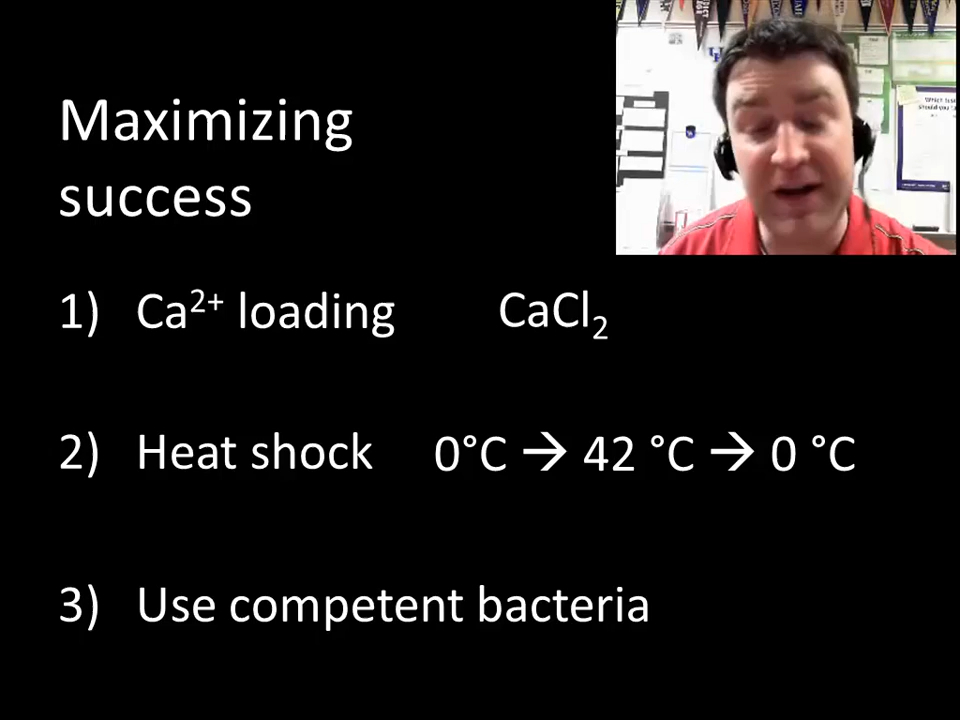 Maximizing
success
1) Ca²⁺ loading CaCl₂
2) Heat shock 0°C → 42 °C → 0 °C
3) Use competent bacteria